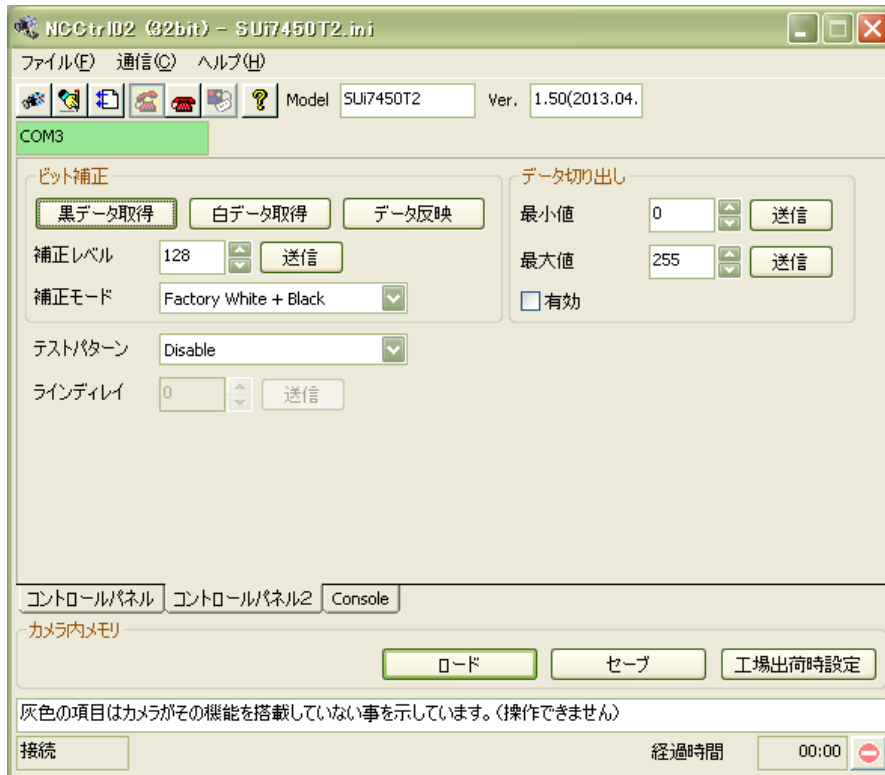 NCCtrl02 (32bit) - SUi7450T2.ini
ファイル(F) 通信(C) ヘルプ(H)
Model SUi7450T2 Ver. 1.50(2013.04.
COM3
ビット補正
黒データ取得 白データ取得 データ反映
補正レベル 128 送信
補正モード Factory White + Black
データ切り出し
最小値 0 送信
最大値 255 送信
有効
テストパターン Disable
ラインディレイ 0 送信
コントロールパネル コントロールパネル2 Console
カメラ内メモリ
ロード セーブ 工場出荷時設定
灰色の項目はカメラがその機能を搭載していない事を示しています。(操作できません)
接続 経過時間 00:00